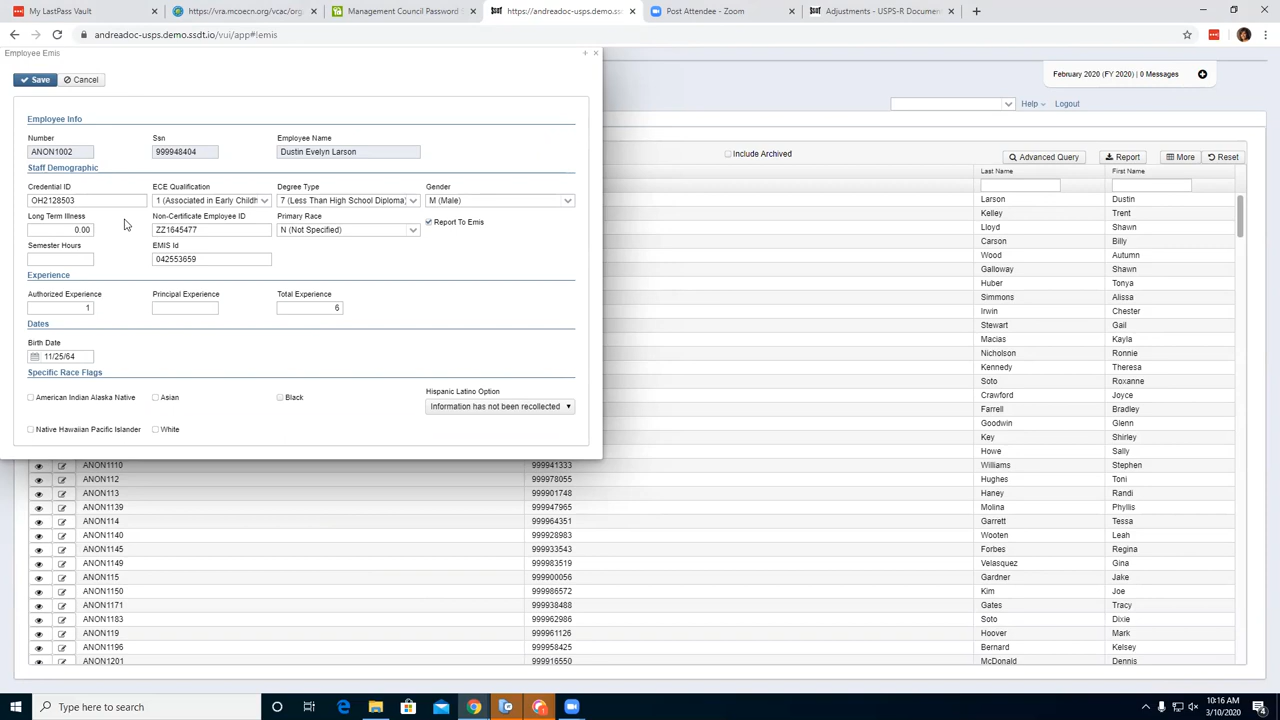 My LastPass Vault
https://vra.mcoecn.org/vcec/org
Management Council Password
https://andreadoc-usps.demo.ssd
Post Attendee - Zoom
Adjustments - USPS-R Document
andreadoc-usps.demo.ssdt.io/vui/app#!emis
Employee Emis
February 2020 (FY 2020) | 0 Messages
Help
Logout
Save
Cancel
Include Archived
Advanced Query
Report
More
Reset
Last Name
First Name
Employee Info
Number
Ssn
Employee Name
ANON1002
999948404
Dustin Evelyn Larson
Staff Demographic
Credential ID
ECE Qualification
Degree Type
Gender
OH2128503
1 (Associated in Early Childh
7 (Less Than High School Diploma)
M (Male)
Long Term Illness
Non-Certificate Employee ID
Primary Race
Report To Emis
0.00
ZZ1645477
N (Not Specified)
Semester Hours
EMIS Id
042553659
Experience
Authorized Experience
Principal Experience
Total Experience
1
6
Dates
Birth Date
11/25/64
Specific Race Flags
American Indian Alaska Native
Asian
Black
Hispanic Latino Option
Information has not been recollected
Native Hawaiian Pacific Islander
White
Larson Dustin
Kelley Trent
Lloyd Shawn
Carson Billy
Wood Autumn
Galloway Shawn
Huber Tonya
Simmons Alissa
Irwin Chester
Stewart Gail
Macias Kayla
Nicholson Ronnie
Kennedy Theresa
Soto Roxanne
Crawford Joyce
Farrell Bradley
Goodwin Glenn
Key Shirley
Howe Sally
ANON1110 999941333 Williams Stephen
ANON112 999978055 Hughes Toni
ANON113 999901748 Haney Randi
ANON1139 999947965 Molina Phyllis
ANON114 999964351 Garrett Tessa
ANON1140 999928983 Wooten Leah
ANON1145 999933543 Forbes Regina
ANON1149 999983519 Velasquez Gina
ANON115 999900056 Gardner Jake
ANON1150 999986572 Kim Joe
ANON1171 999938488 Gates Tracy
ANON1183 999962986 Soto Dixie
ANON119 999961126 Hoover Mark
ANON1196 999958425 Bernard Kelsey
ANON1201 999916550 McDonald Dennis
Type here to search
10:16 AM
3/10/2020
4